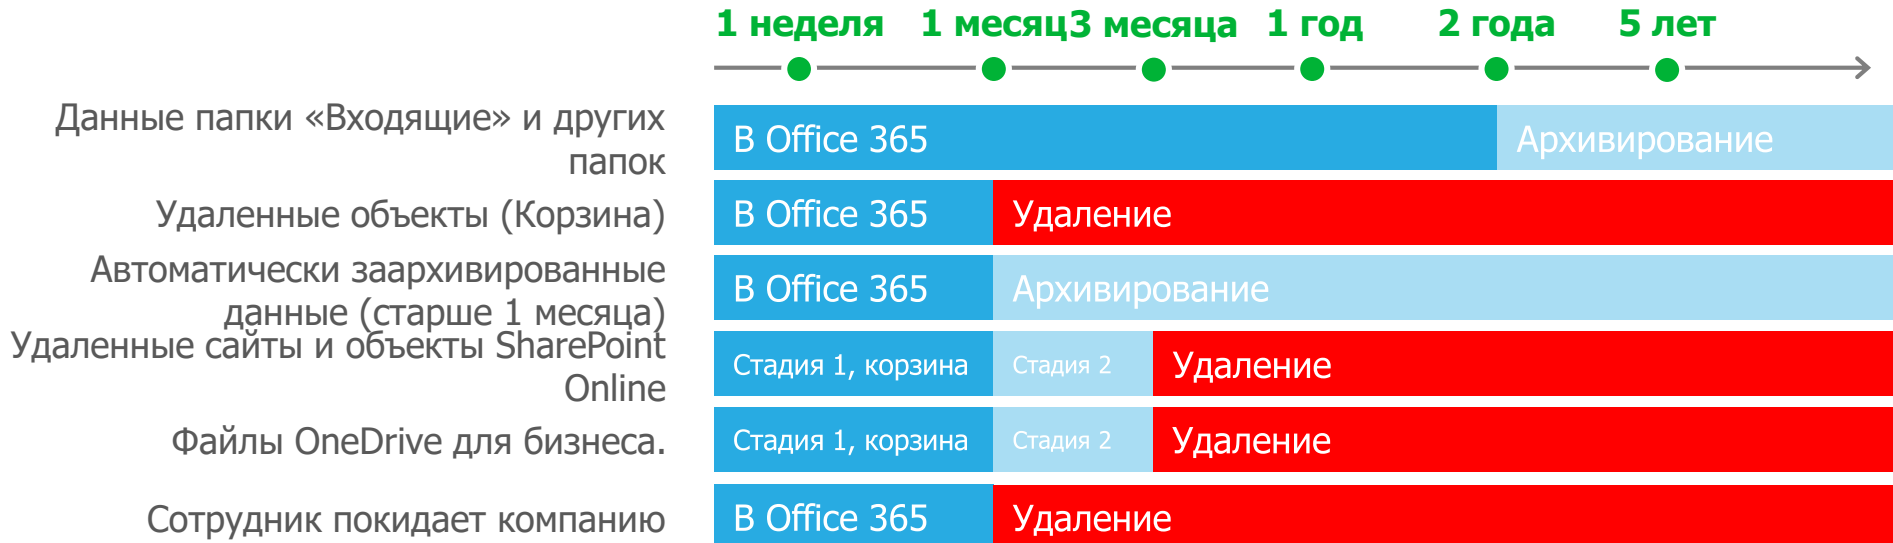 1 неделя 1 месяц 3 месяца 1 год 2 года 5 лет
Данные папки «Входящие» и других
папок
В Office 365 Архивирование
Удаленные объекты (Корзина)
В Office 365 Удаление
Автоматически заархивированные
данные (старше 1 месяца)
В Office 365 Архивирование
Удаленные сайты и объекты SharePoint
Online
Стадия 1, корзина Стадия 2 Удаление
Файлы OneDrive для бизнеса.
Стадия 1, корзина Стадия 2 Удаление
Сотрудник покидает компанию
В Office 365 Удаление